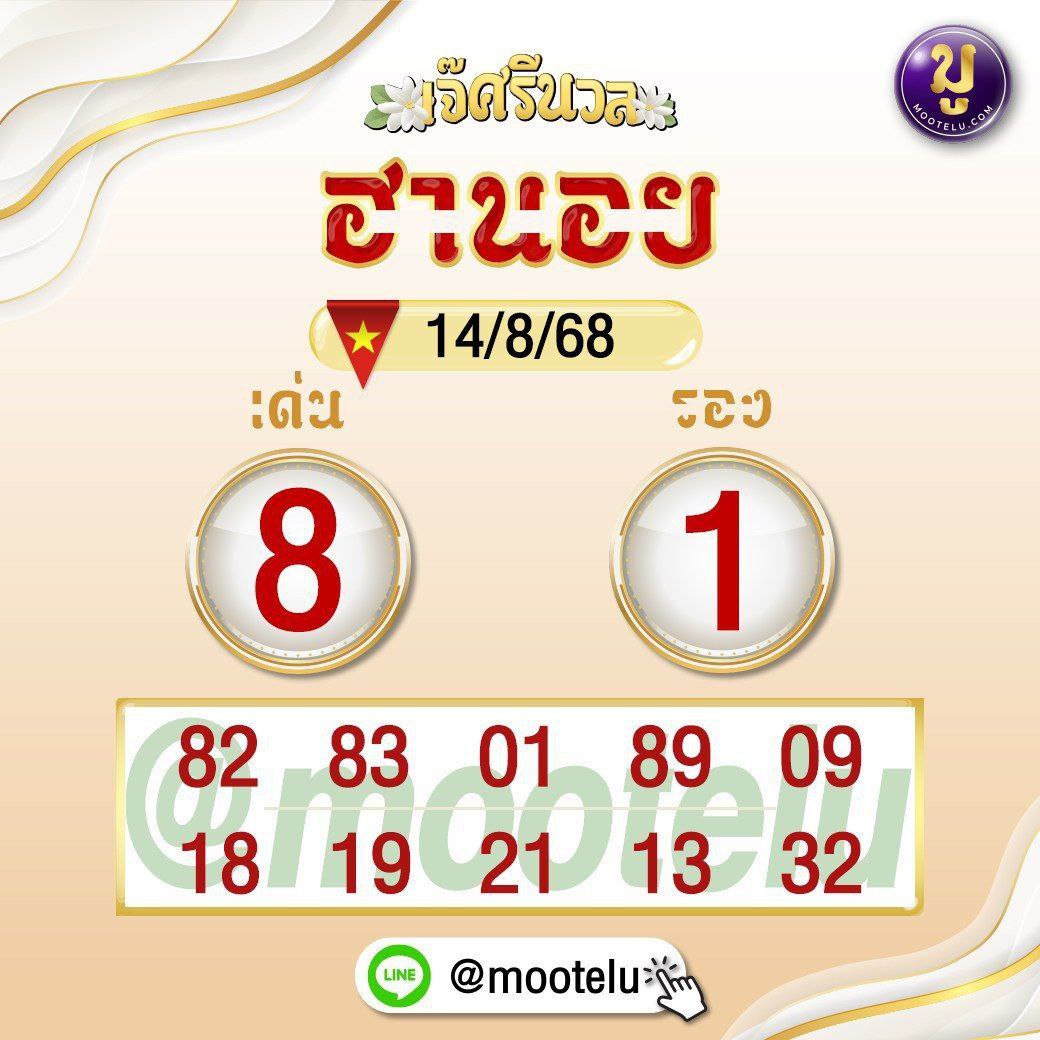 เจ๊ศรีนวล
มู
MOOTELU.COM
ฮานอย
14/8/68
เด่น รอง
8 1
82 83 01 89 09
@mootelu
18 19 21 13 32
LINE @mootelu